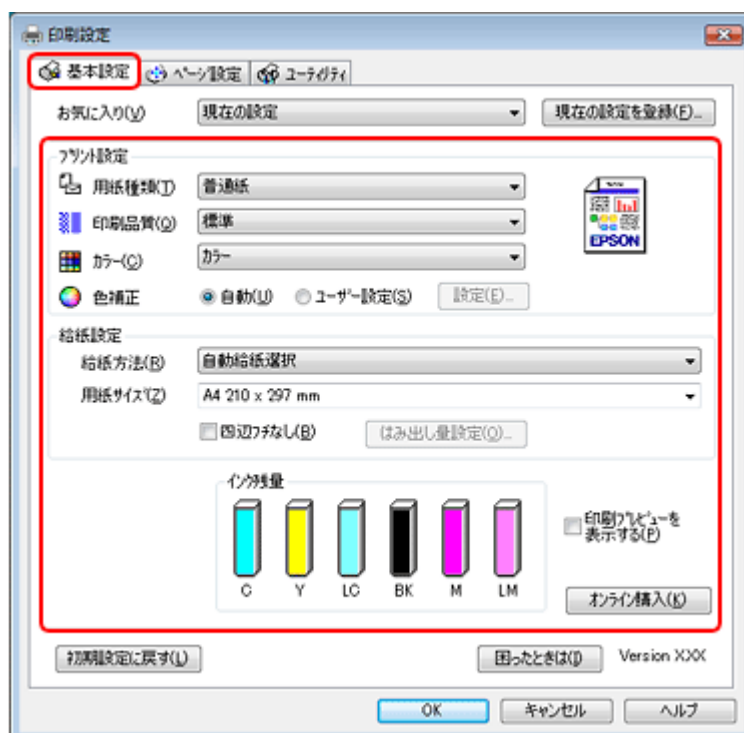 印刷設定
基本設定 ページ設定 ユーティリティ
お気に入り(V) 現在の設定 現在の設定を登録(F)...
プリント設定
用紙種類(T) 普通紙
印刷品質(Q) 標準
カラー(C) カラー
EPSON
色補正 自動(U) ユーザー設定(S) 設定(E)...
給紙設定
給紙方法(R) 自動給紙選択
用紙サイズ(Z) A4 210 x 297 mm
四辺フチなし(B) はみ出し量設定(O)...
インク残量
印刷プレビューを
表示する(P)
C Y LC BK M LM
オンライン購入(K)
初期設定に戻す(L) 困ったときは(I) Version XXX
OK キャンセル ヘルプ